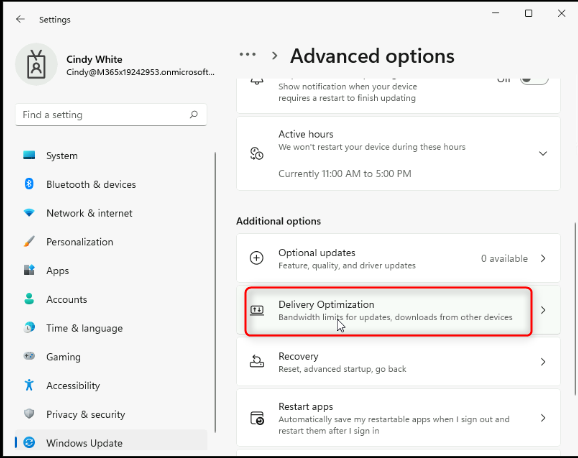 Settings
Cindy White
Cindy@M365x19242953.onmicrosoft...
Find a setting
System
Bluetooth & devices
Network & internet
Personalization
Apps
Accounts
Time & language
Gaming
Accessibility
Privacy & security
Windows Update
... > Advanced options
Show notification when your device
requires a restart to finish updating
Off
Active hours
We won't restart your device during these hours
Currently 11:00 AM to 5:00 PM
Additional options
Optional updates
Feature, quality, and driver updates
0 available
Delivery Optimization
Bandwidth limits for updates, downloads from other devices
Recovery
Reset, advanced startup, go back
Restart apps
Automatically save my restartable apps when I sign out and
restart them after I sign in